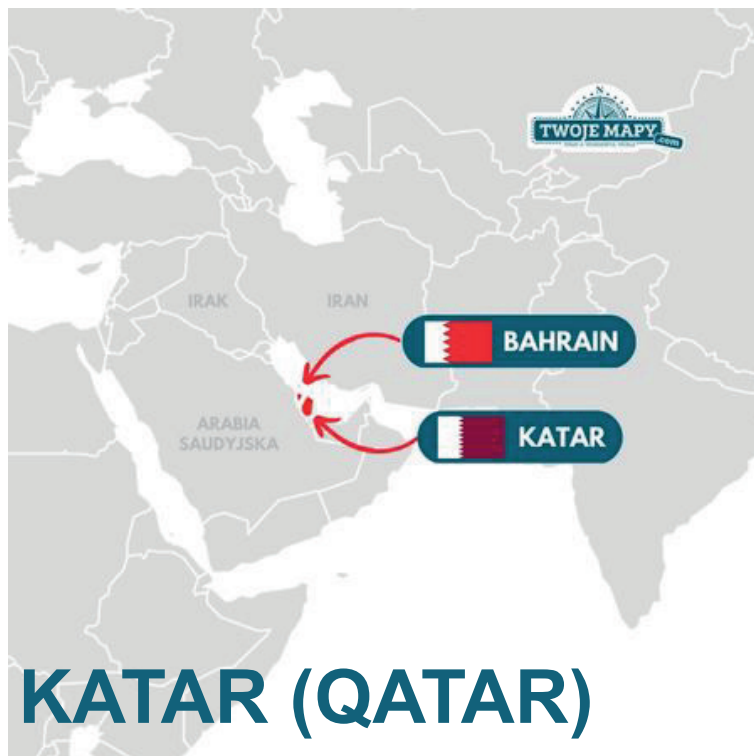 N
TWOJE MAPY
.com
IRAK
IRAN
BAHRAIN
ARABIA
SAUDYJSKA
KATAR
KATAR (QATAR)